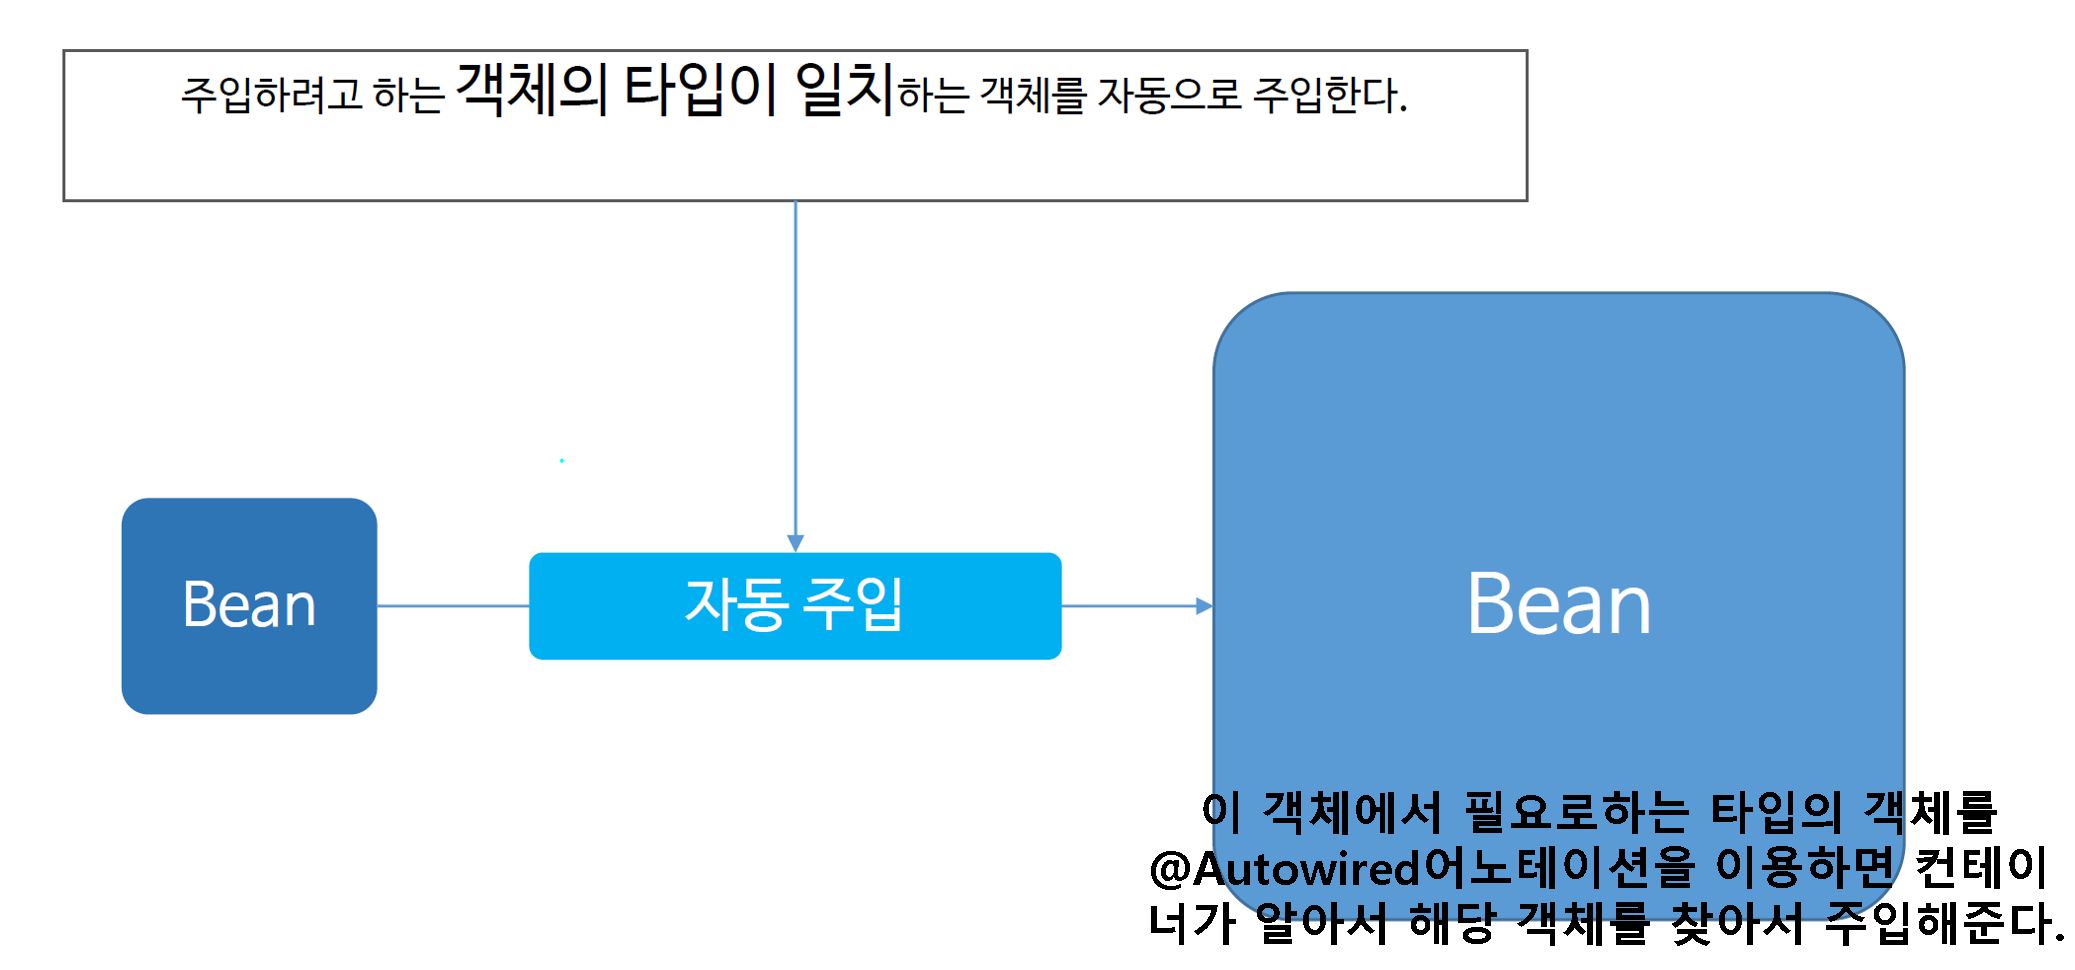 주입하려고 하는 객체의 타입이 일치하는 객체를 자동으로 주입한다.
Bean
자동 주입
Bean
이 객체에서 필요로하는 타입의 객체를
@Autowired어노테이션을 이용하면 컨테이
너가 알아서 해당 객체를 찾아서 주입해준다.